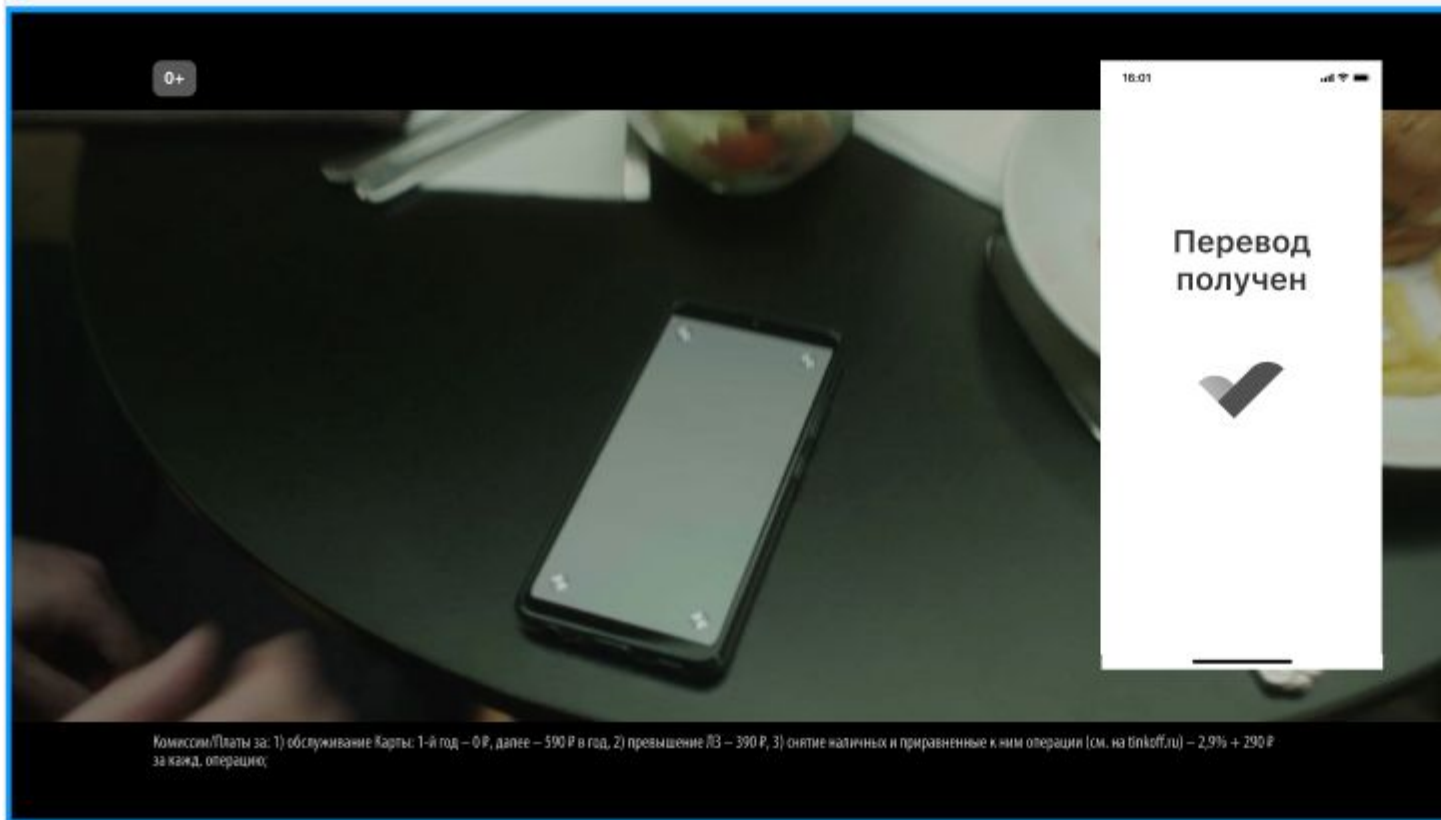 0+
16:01
Перевод
получен
Комиссии/Платы за: 1) обслуживание Карты: 1-й год – 0 ₽, далее – 590 ₽ в год, 2) превышение ЛЗ – 390 ₽, 3) снятие наличных и приравненные к ним операции (см. на tinkoff.ru) – 2,9% + 290 ₽
за кажд. операцию;